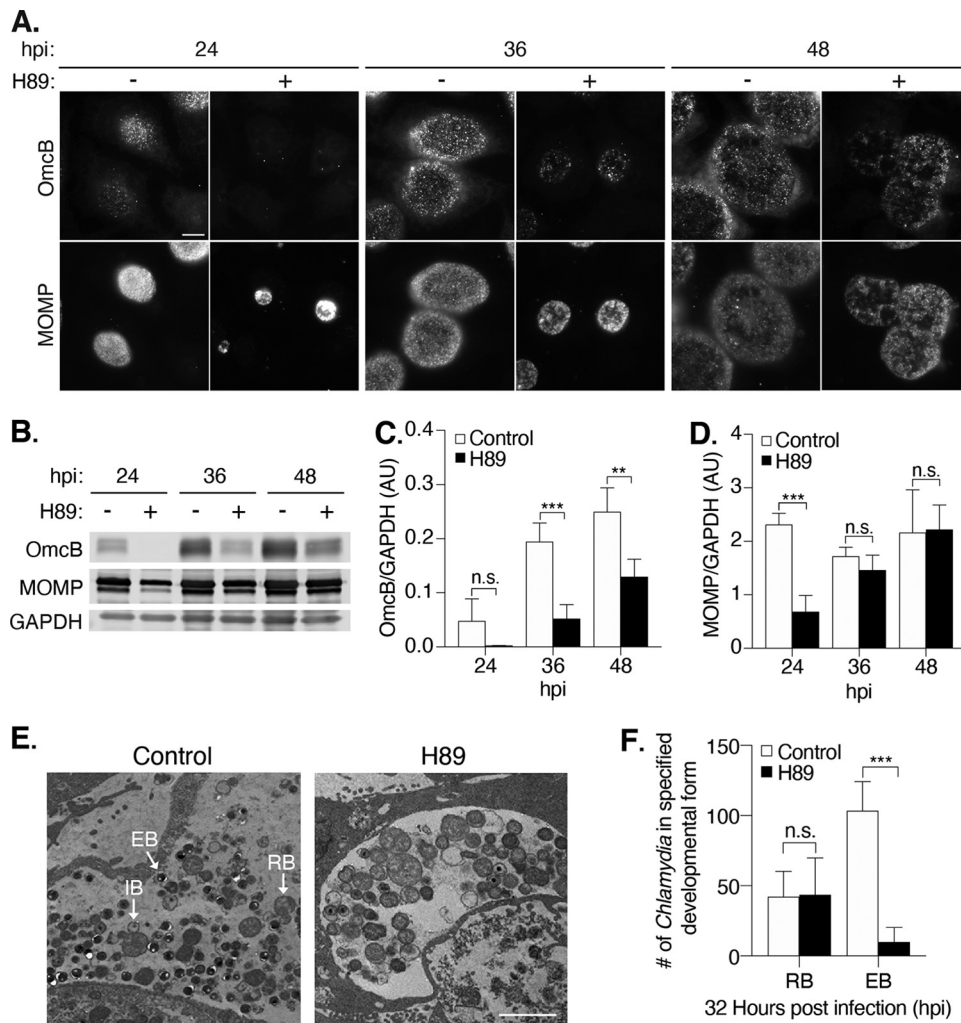 A.
hpi: 24 36 48
H89: - + - + - +
OmcB
MOMP
B.
hpi: 24 36 48
H89: - + - + - +
OmcB
MOMP
GAPDH
C.
Control
H89
OmcB/GAPDH (AU)
0.4
0.3
0.2
0.1
0.0
n.s.
***
**
24 36 48
hpi
D.
Control
H89
MOMP/GAPDH (AU)
4
3
2
1
0
***
n.s.
n.s.
24 36 48
hpi
E.
Control H89
EB
RB
IB
F.
Control
H89
# of Chlamydia in specified
developmental form
150
100
50
0
n.s.
***
RB EB
32 Hours post infection (hpi)